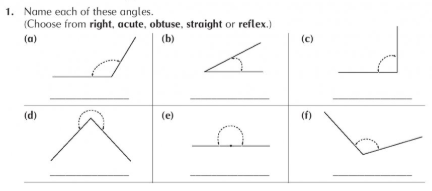 1. Name each of these angles.
(Choose from right, acute, obtuse, straight or reflex.)
(a) (b) (c)
(d) (e) (f)